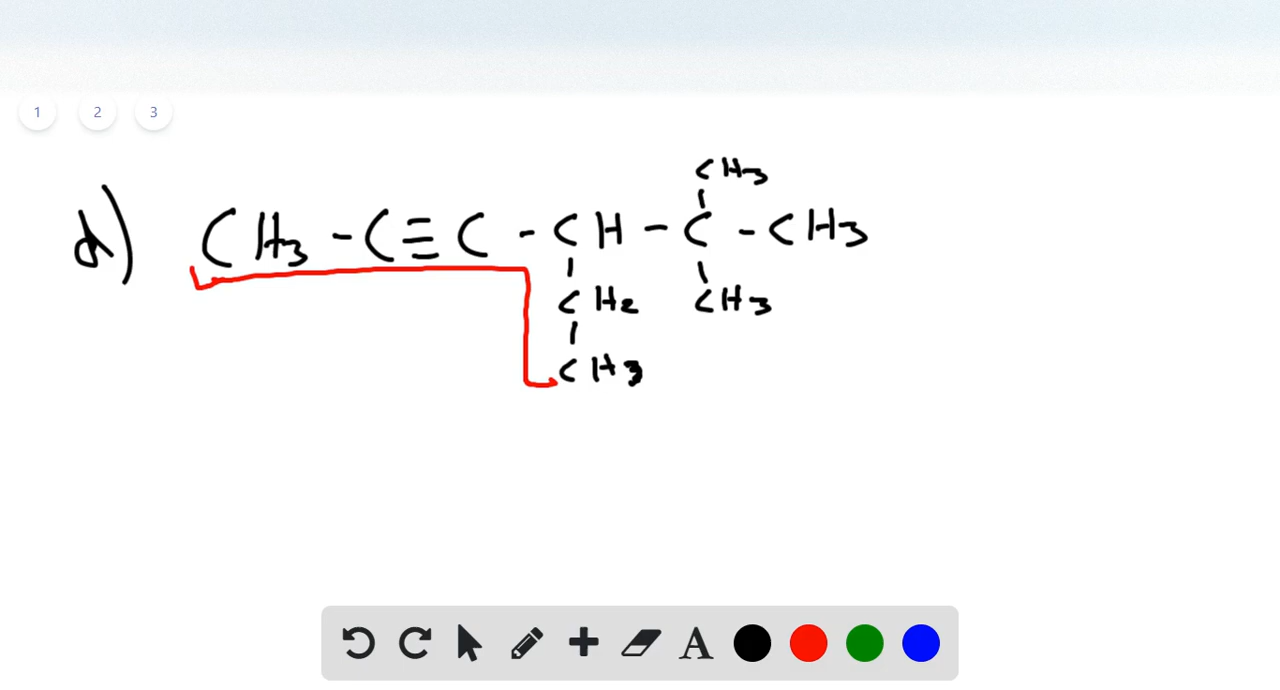 1 2 3
CH3
d) CH3 - C ≡ C - CH - C - CH3
CH2 CH3
CH3
A